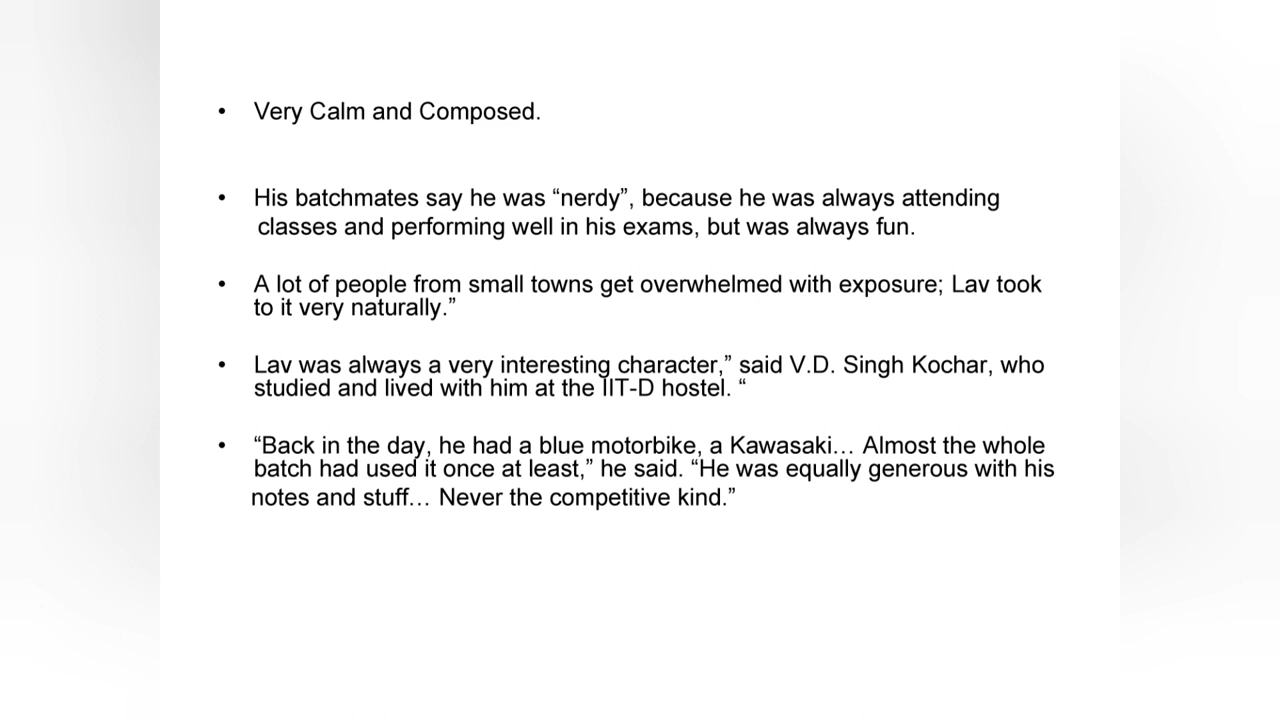 • Very Calm and Composed.
• His batchmates say he was “nerdy”, because he was always attending
classes and performing well in his exams, but was always fun.
• A lot of people from small towns get overwhelmed with exposure; Lav took
to it very naturally.”
• Lav was always a very interesting character,” said V.D. Singh Kochar, who
studied and lived with him at the IIT-D hostel. “
• “Back in the day, he had a blue motorbike, a Kawasaki… Almost the whole
batch had used it once at least,” he said. “He was equally generous with his
notes and stuff… Never the competitive kind.”